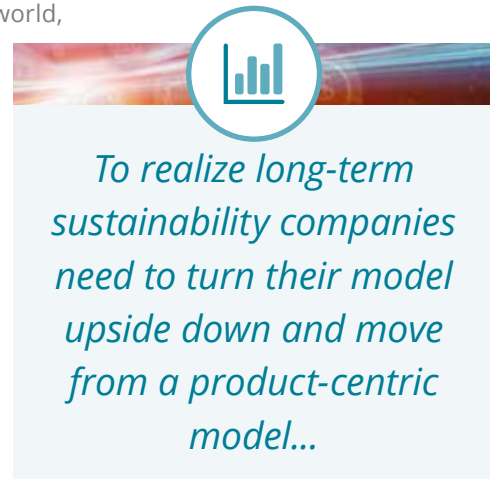 world,
To realize long-term
sustainability companies
need to turn their model
upside down and move
from a product-centric
model...